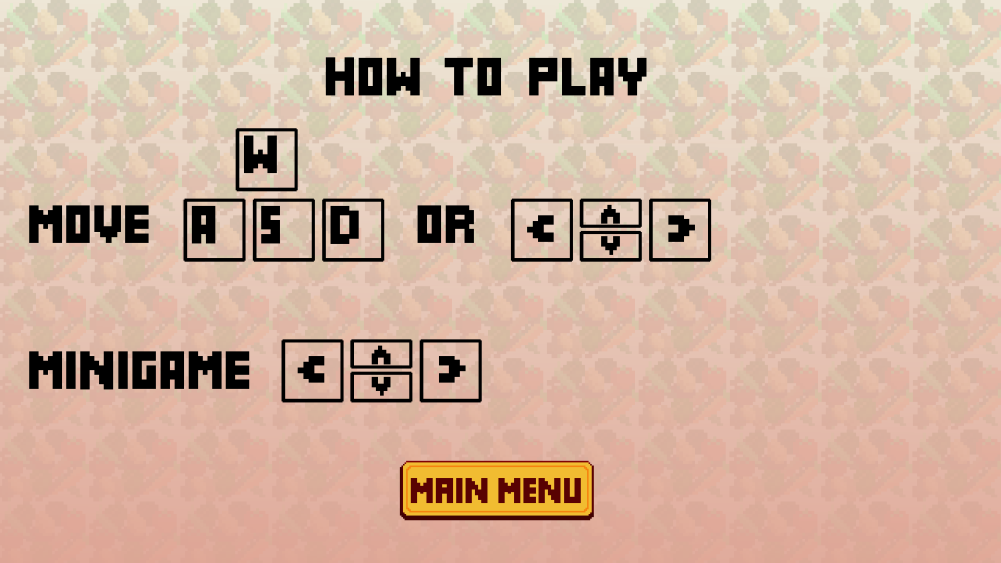 HOW TO PLAY
W
MOVE A S D OR < ^ v >
MINIGAME < ^ v >
MAIN MENU